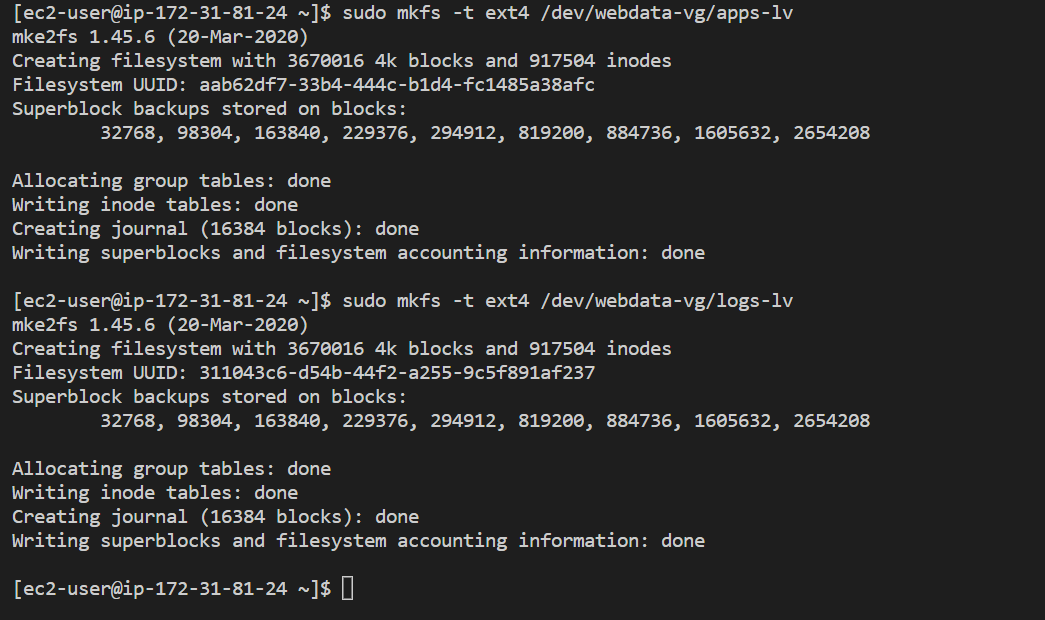 [ec2-user@ip-172-31-81-24 ~]$ sudo mkfs -t ext4 /dev/webdata-vg/apps-lv
mke2fs 1.45.6 (20-Mar-2020)
Creating filesystem with 3670016 4k blocks and 917504 inodes
Filesystem UUID: aab62df7-33b4-444c-b1d4-fc1485a38afc
Superblock backups stored on blocks:
32768, 98304, 163840, 229376, 294912, 819200, 884736, 1605632, 2654208
Allocating group tables: done
Writing inode tables: done
Creating journal (16384 blocks): done
Writing superblocks and filesystem accounting information: done
[ec2-user@ip-172-31-81-24 ~]$ sudo mkfs -t ext4 /dev/webdata-vg/logs-lv
mke2fs 1.45.6 (20-Mar-2020)
Creating filesystem with 3670016 4k blocks and 917504 inodes
Filesystem UUID: 311043c6-d54b-44f2-a255-9c5f891af237
Superblock backups stored on blocks:
32768, 98304, 163840, 229376, 294912, 819200, 884736, 1605632, 2654208
Allocating group tables: done
Writing inode tables: done
Creating journal (16384 blocks): done
Writing superblocks and filesystem accounting information: done
[ec2-user@ip-172-31-81-24 ~]$